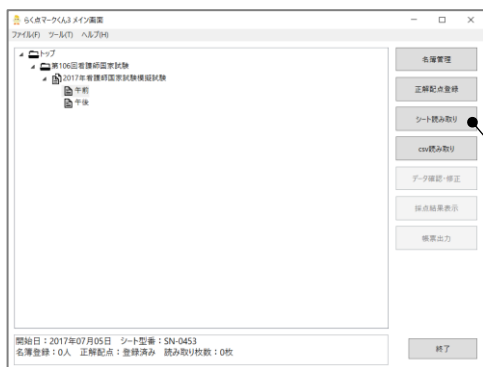 らく点マークくん3 メイン画面
ファイル(F) ツール(T) ヘルプ(H)
トップ
第106回看護師国家試験
2017年看護師国家試験模擬試験
午前
午後
名簿管理
正解配点登録
シート読み取り
csv読み取り
データ確認・修正
採点結果表示
帳票出力
開始日:2017年07月05日 シート型番:SN-0453
名簿登録:0人 正解配点:登録済み 読み取り枚数:0枚
終了